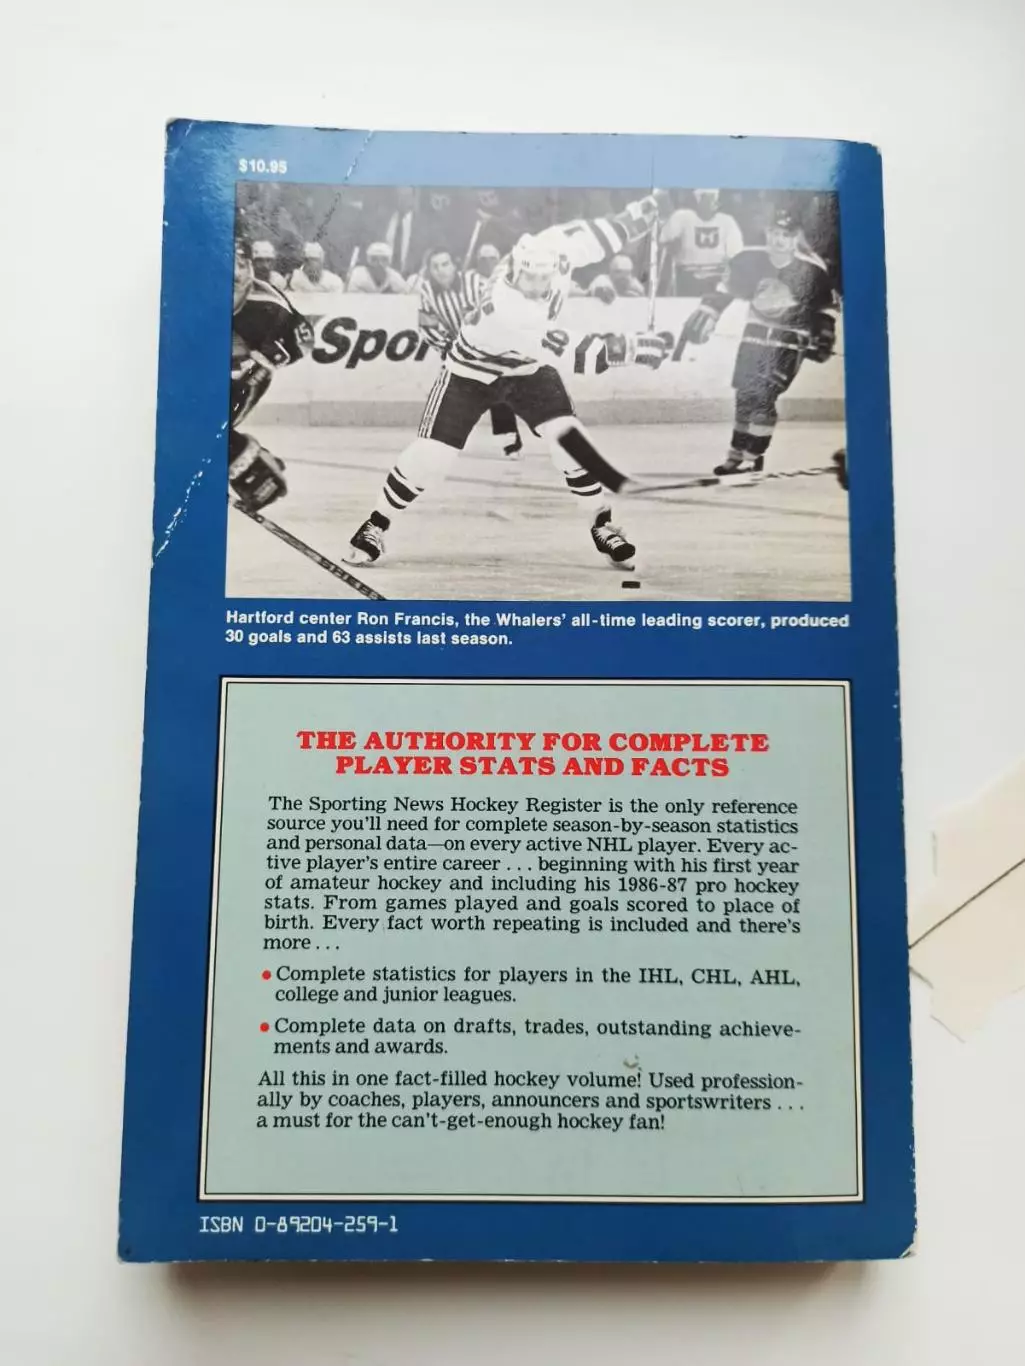 $10.95
Spor
Hartford center Ron Francis, the Whalers' all-time leading scorer, produced
30 goals and 63 assists last season.
THE AUTHORITY FOR COMPLETE
PLAYER STATS AND FACTS
The Sporting News Hockey Register is the only reference
source you'll need for complete season-by-season statistics
and personal data—on every active NHL player. Every ac-
tive player's entire career . . . beginning with his first year
of amateur hockey and including his 1986-87 pro hockey
stats. From games played and goals scored to place of
birth. Every fact worth repeating is included and there's
more . . .
• Complete statistics for players in the IHL, CHL, AHL,
college and junior leagues.
• Complete data on drafts, trades, outstanding achieve-
ments and awards.
All this in one fact-filled hockey volume! Used profession-
ally by coaches, players, announcers and sportswriters . . .
a must for the can't-get-enough hockey fan!
ISBN 0-89204-259-1